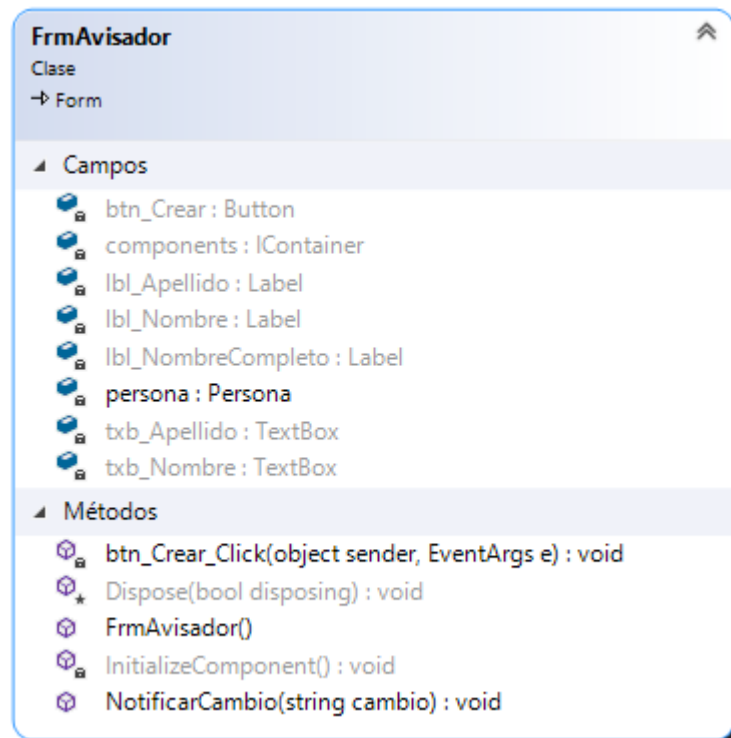 FrmAvisador
Clase
Form
Campos
btn_Crear : Button
components : IContainer
lbl_Apellido : Label
lbl_Nombre : Label
lbl_NombreCompleto : Label
persona : Persona
txb_Apellido : TextBox
txb_Nombre : TextBox
Métodos
btn_Crear_Click(object sender, EventArgs e) : void
Dispose(bool disposing) : void
FrmAvisador()
InitializeComponent() : void
NotificarCambio(string cambio) : void